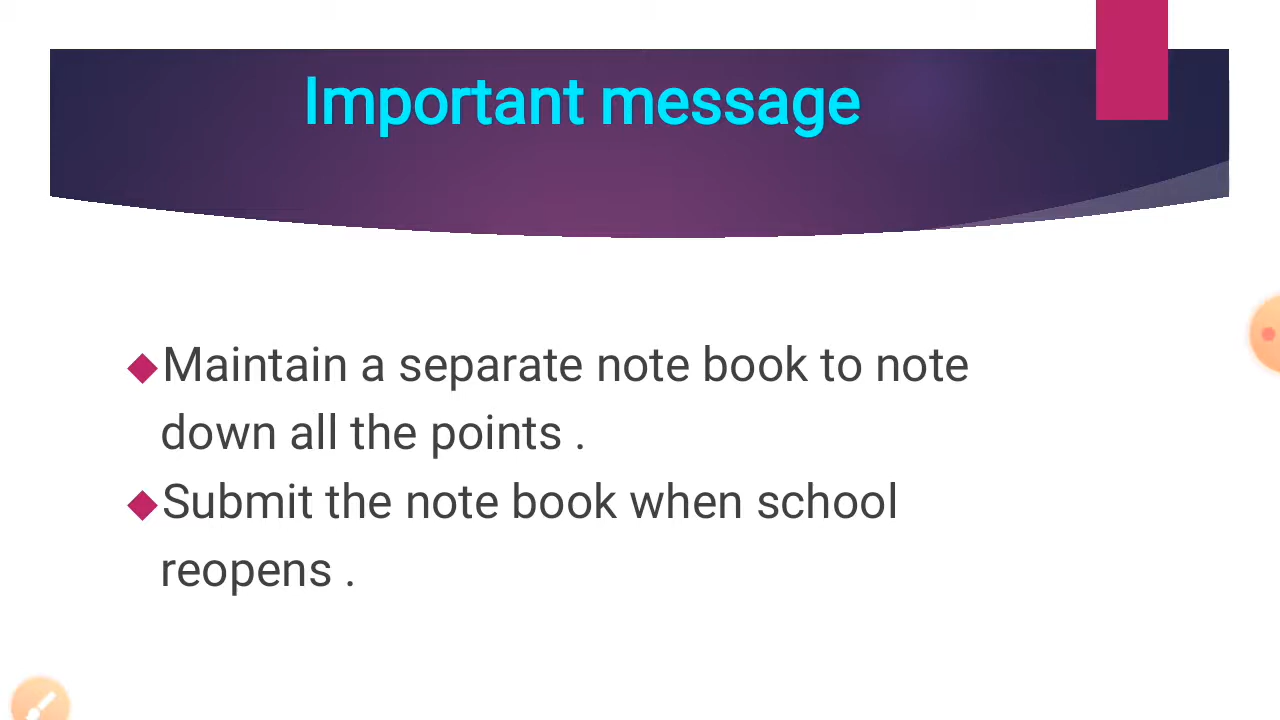 Important message
Maintain a separate note book to note
down all the points .
Submit the note book when school
reopens .